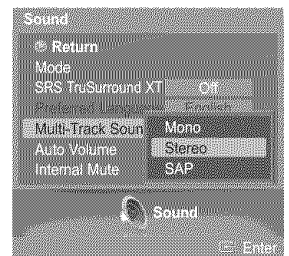 Sound
Return
Mode
SRS TruSurround XT Off
Preferred Language English
Multi-Track Soun Mono
Auto Volume Stereo
Internal Mute SAP
Sound
Enter